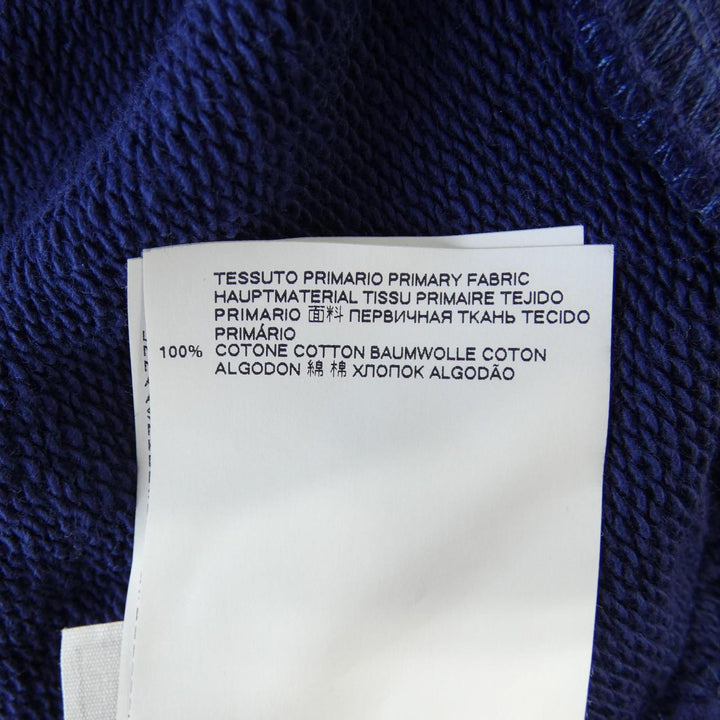 TESSUTO PRIMARIO PRIMARY FABRIC
HAUPTMATERIAL TISSU PRIMAIRE TEJIDO
PRIMARIO 面料 ПЕРВИЧНАЯ ТКАНЬ TECIDO
PRIMÁRIO
100% COTONE COTTON BAUMWOLLE COTON
ALGODON 綿 棉 ХЛОПОК ALGODÃO